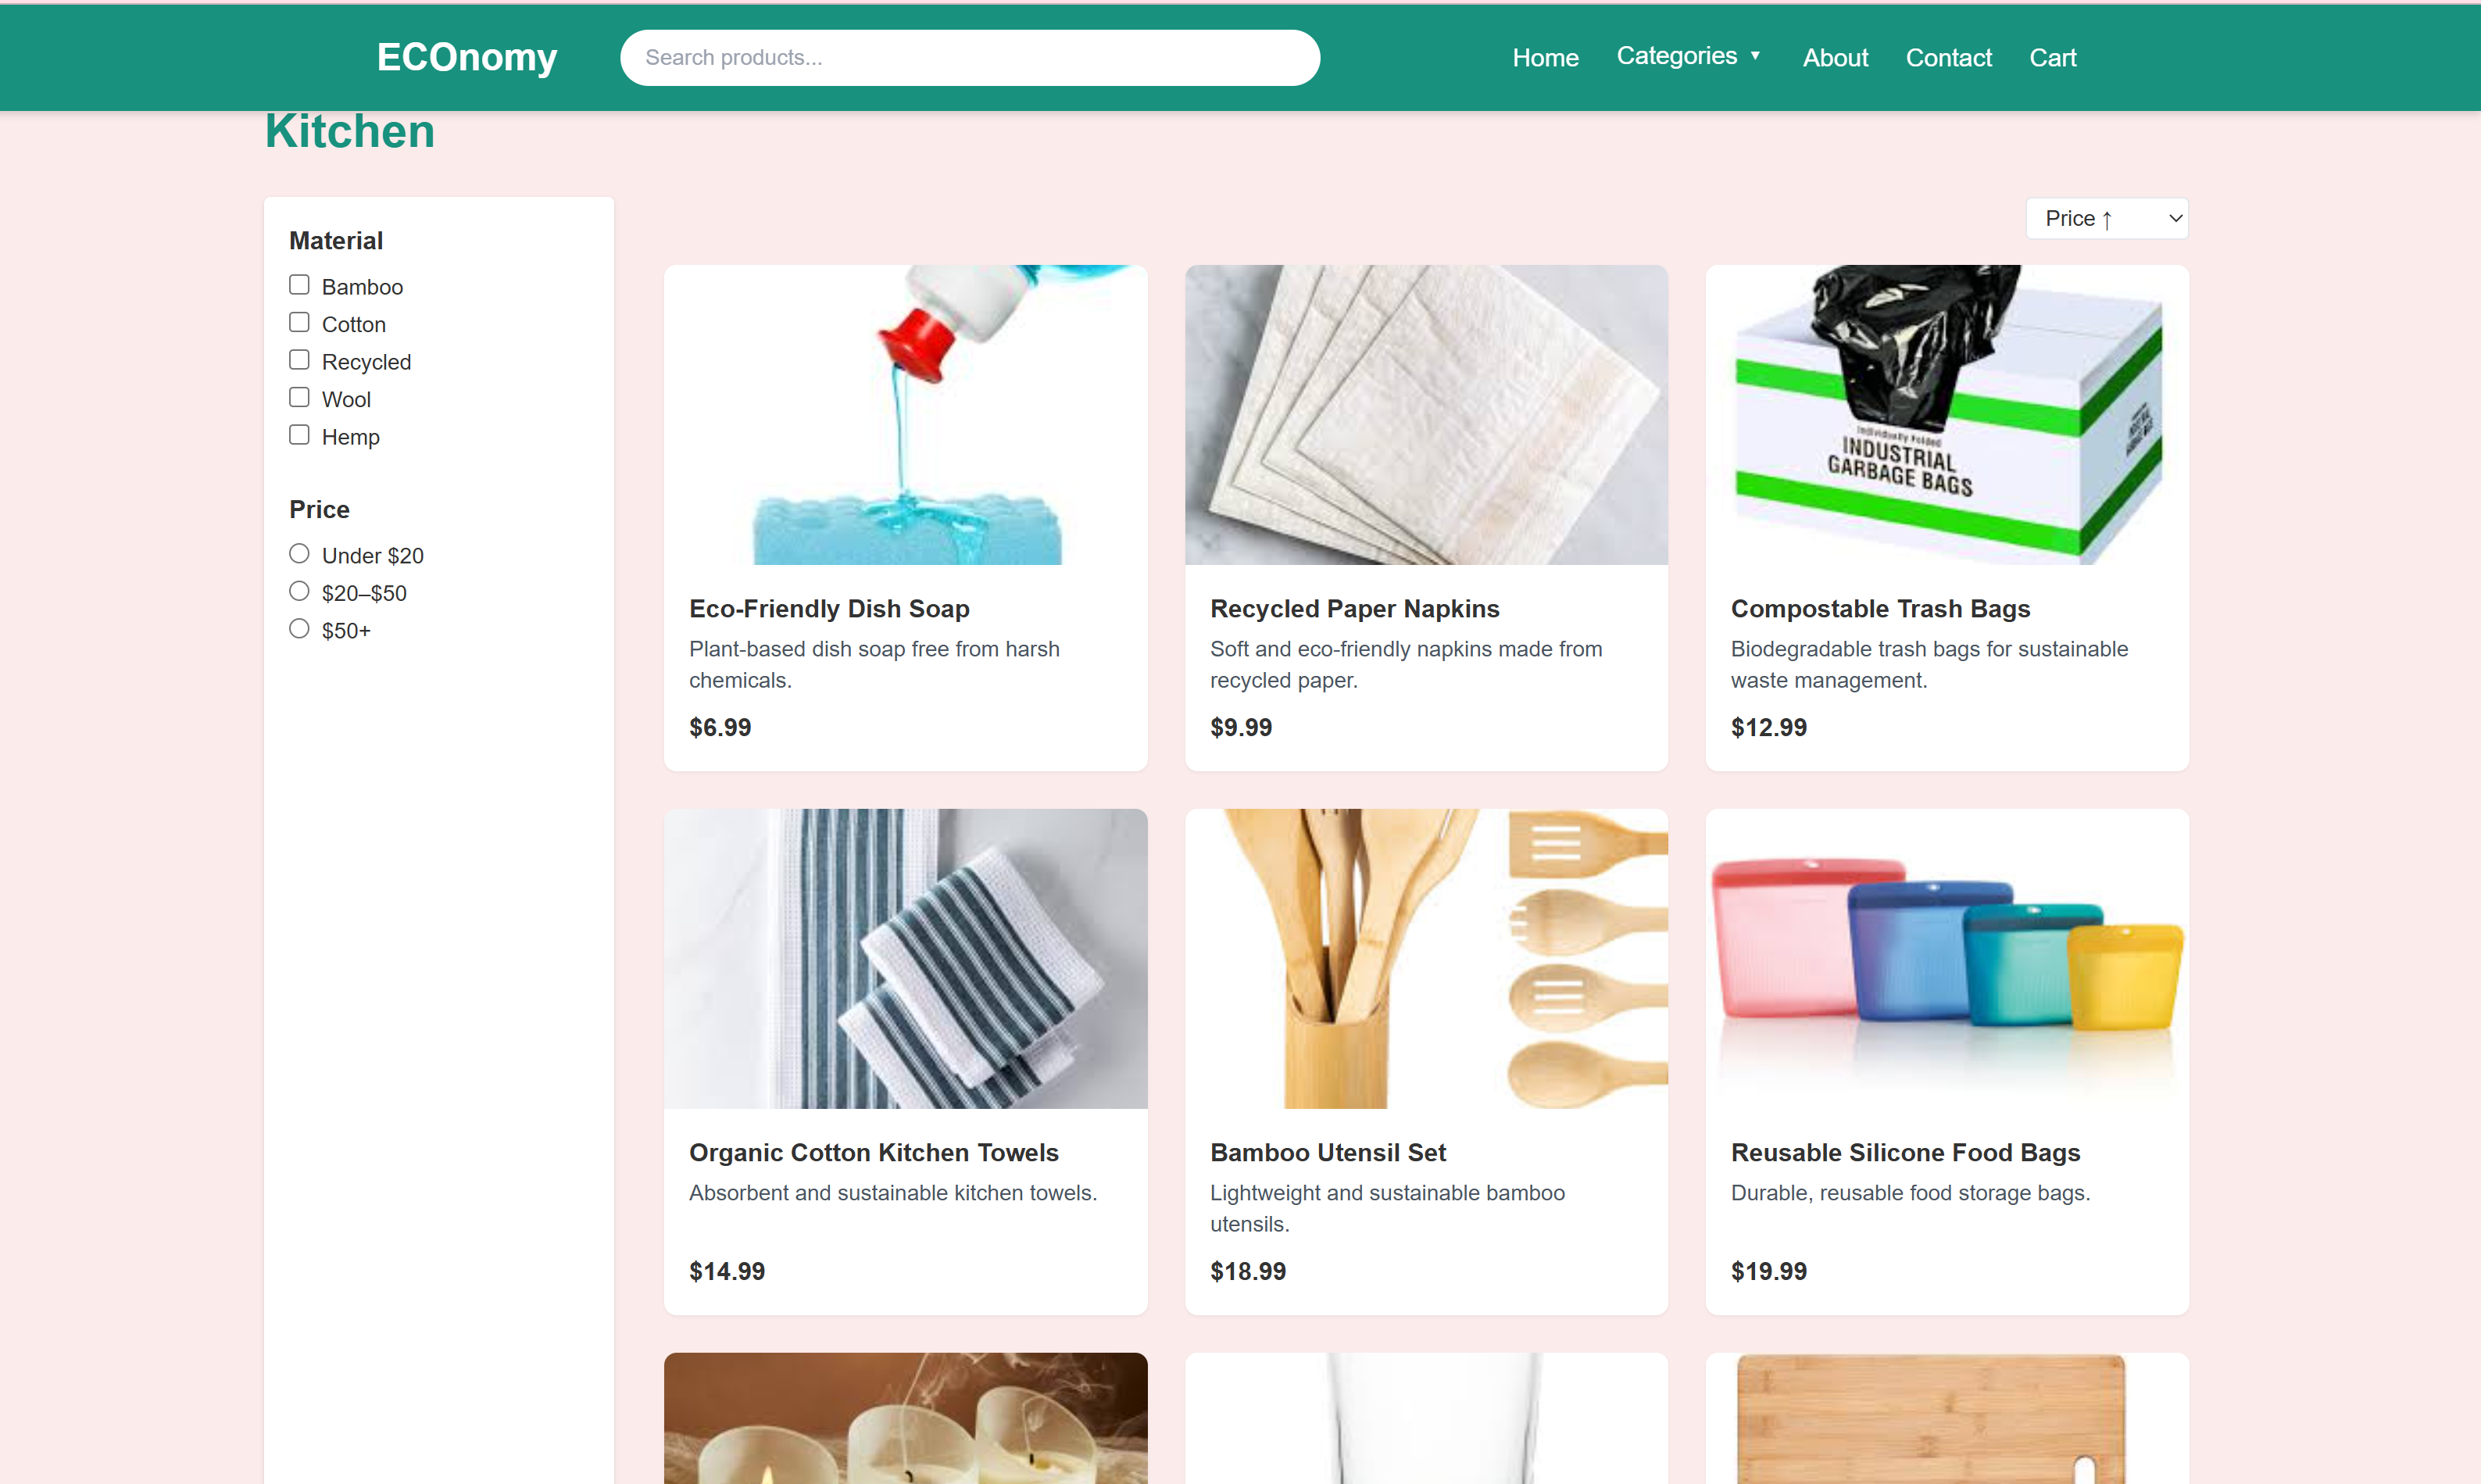 ECOnomy
Search products...
Home
Categories ▼
About
Contact
Cart
Kitchen
Material
Bamboo
Cotton
Recycled
Wool
Hemp
Price
Under $20
$20–$50
$50+
Price ↑
Individually Folded
INDUSTRIAL
GARBAGE BAGS
Eco-Friendly Dish Soap
Plant-based dish soap free from harsh
chemicals.
$6.99
Recycled Paper Napkins
Soft and eco-friendly napkins made from
recycled paper.
$9.99
Compostable Trash Bags
Biodegradable trash bags for sustainable
waste management.
$12.99
Organic Cotton Kitchen Towels
Absorbent and sustainable kitchen towels.
$14.99
Bamboo Utensil Set
Lightweight and sustainable bamboo
utensils.
$18.99
Reusable Silicone Food Bags
Durable, reusable food storage bags.
$19.99